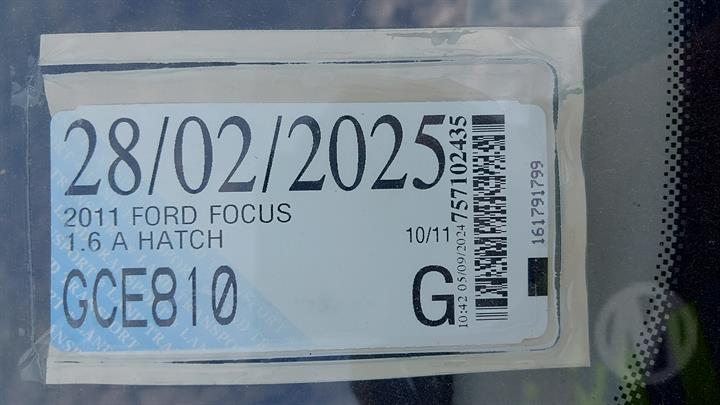 28/02/2025
2011 FORD FOCUS
1.6 A HATCH
10/11
GCE810
G
10:42 05/09/2024
757102435
161791799